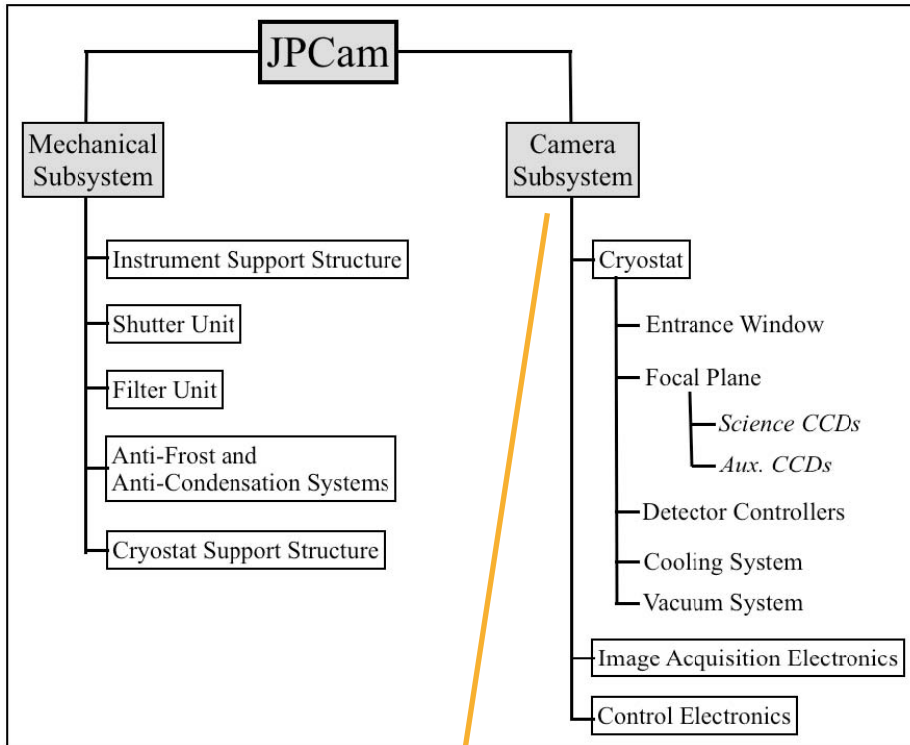 JPCam
Mechanical
Subsystem
Instrument Support Structure
Shutter Unit
Filter Unit
Anti-Frost and
Anti-Condensation Systems
Cryostat Support Structure
Camera
Subsystem
Cryostat
Entrance Window
Focal Plane
Science CCDs
Aux. CCDs
Detector Controllers
Cooling System
Vacuum System
Image Acquisition Electronics
Control Electronics